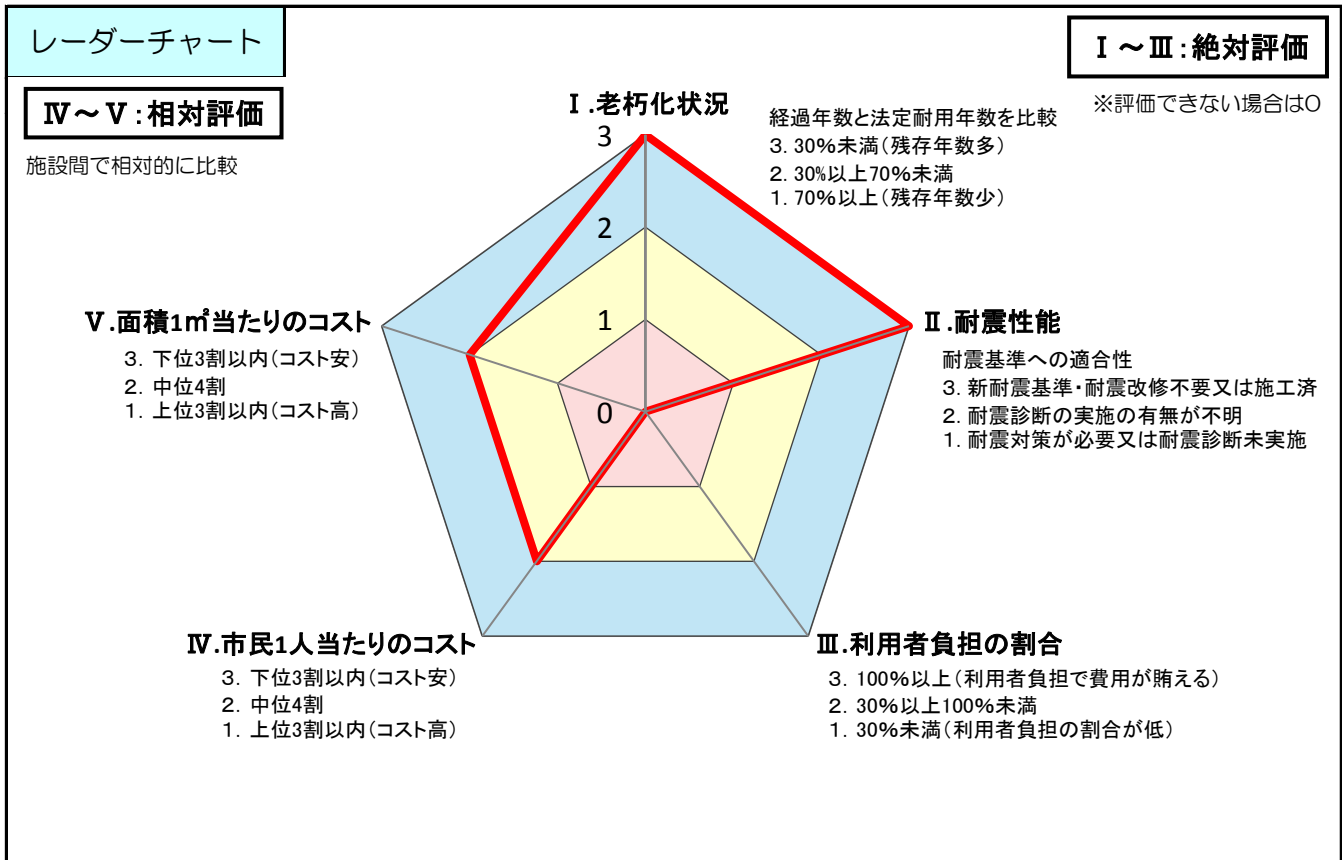 レーダーチャート
Ⅰ～Ⅲ:絶対評価
※評価できない場合は0
Ⅳ～Ⅴ:相対評価
施設間で相対的に比較
Ⅰ.老朽化状況
経過年数と法定耐用年数を比較
3. 30%未満(残存年数多)
2. 30%以上70%未満
1. 70%以上(残存年数少)
3
2
1
0
Ⅱ.耐震性能
耐震基準への適合性
3. 新耐震基準・耐震改修不要又は施工済
2. 耐震診断の実施の有無が不明
1. 耐震対策が必要又は耐震診断未実施
Ⅴ.面積1㎡当たりのコスト
3. 下位3割以内(コスト安)
2. 中位4割
1. 上位3割以内(コスト高)
Ⅳ.市民1人当たりのコスト
3. 下位3割以内(コスト安)
2. 中位4割
1. 上位3割以内(コスト高)
Ⅲ.利用者負担の割合
3. 100%以上(利用者負担で費用が賄える)
2. 30%以上100%未満
1. 30%未満(利用者負担の割合が低)